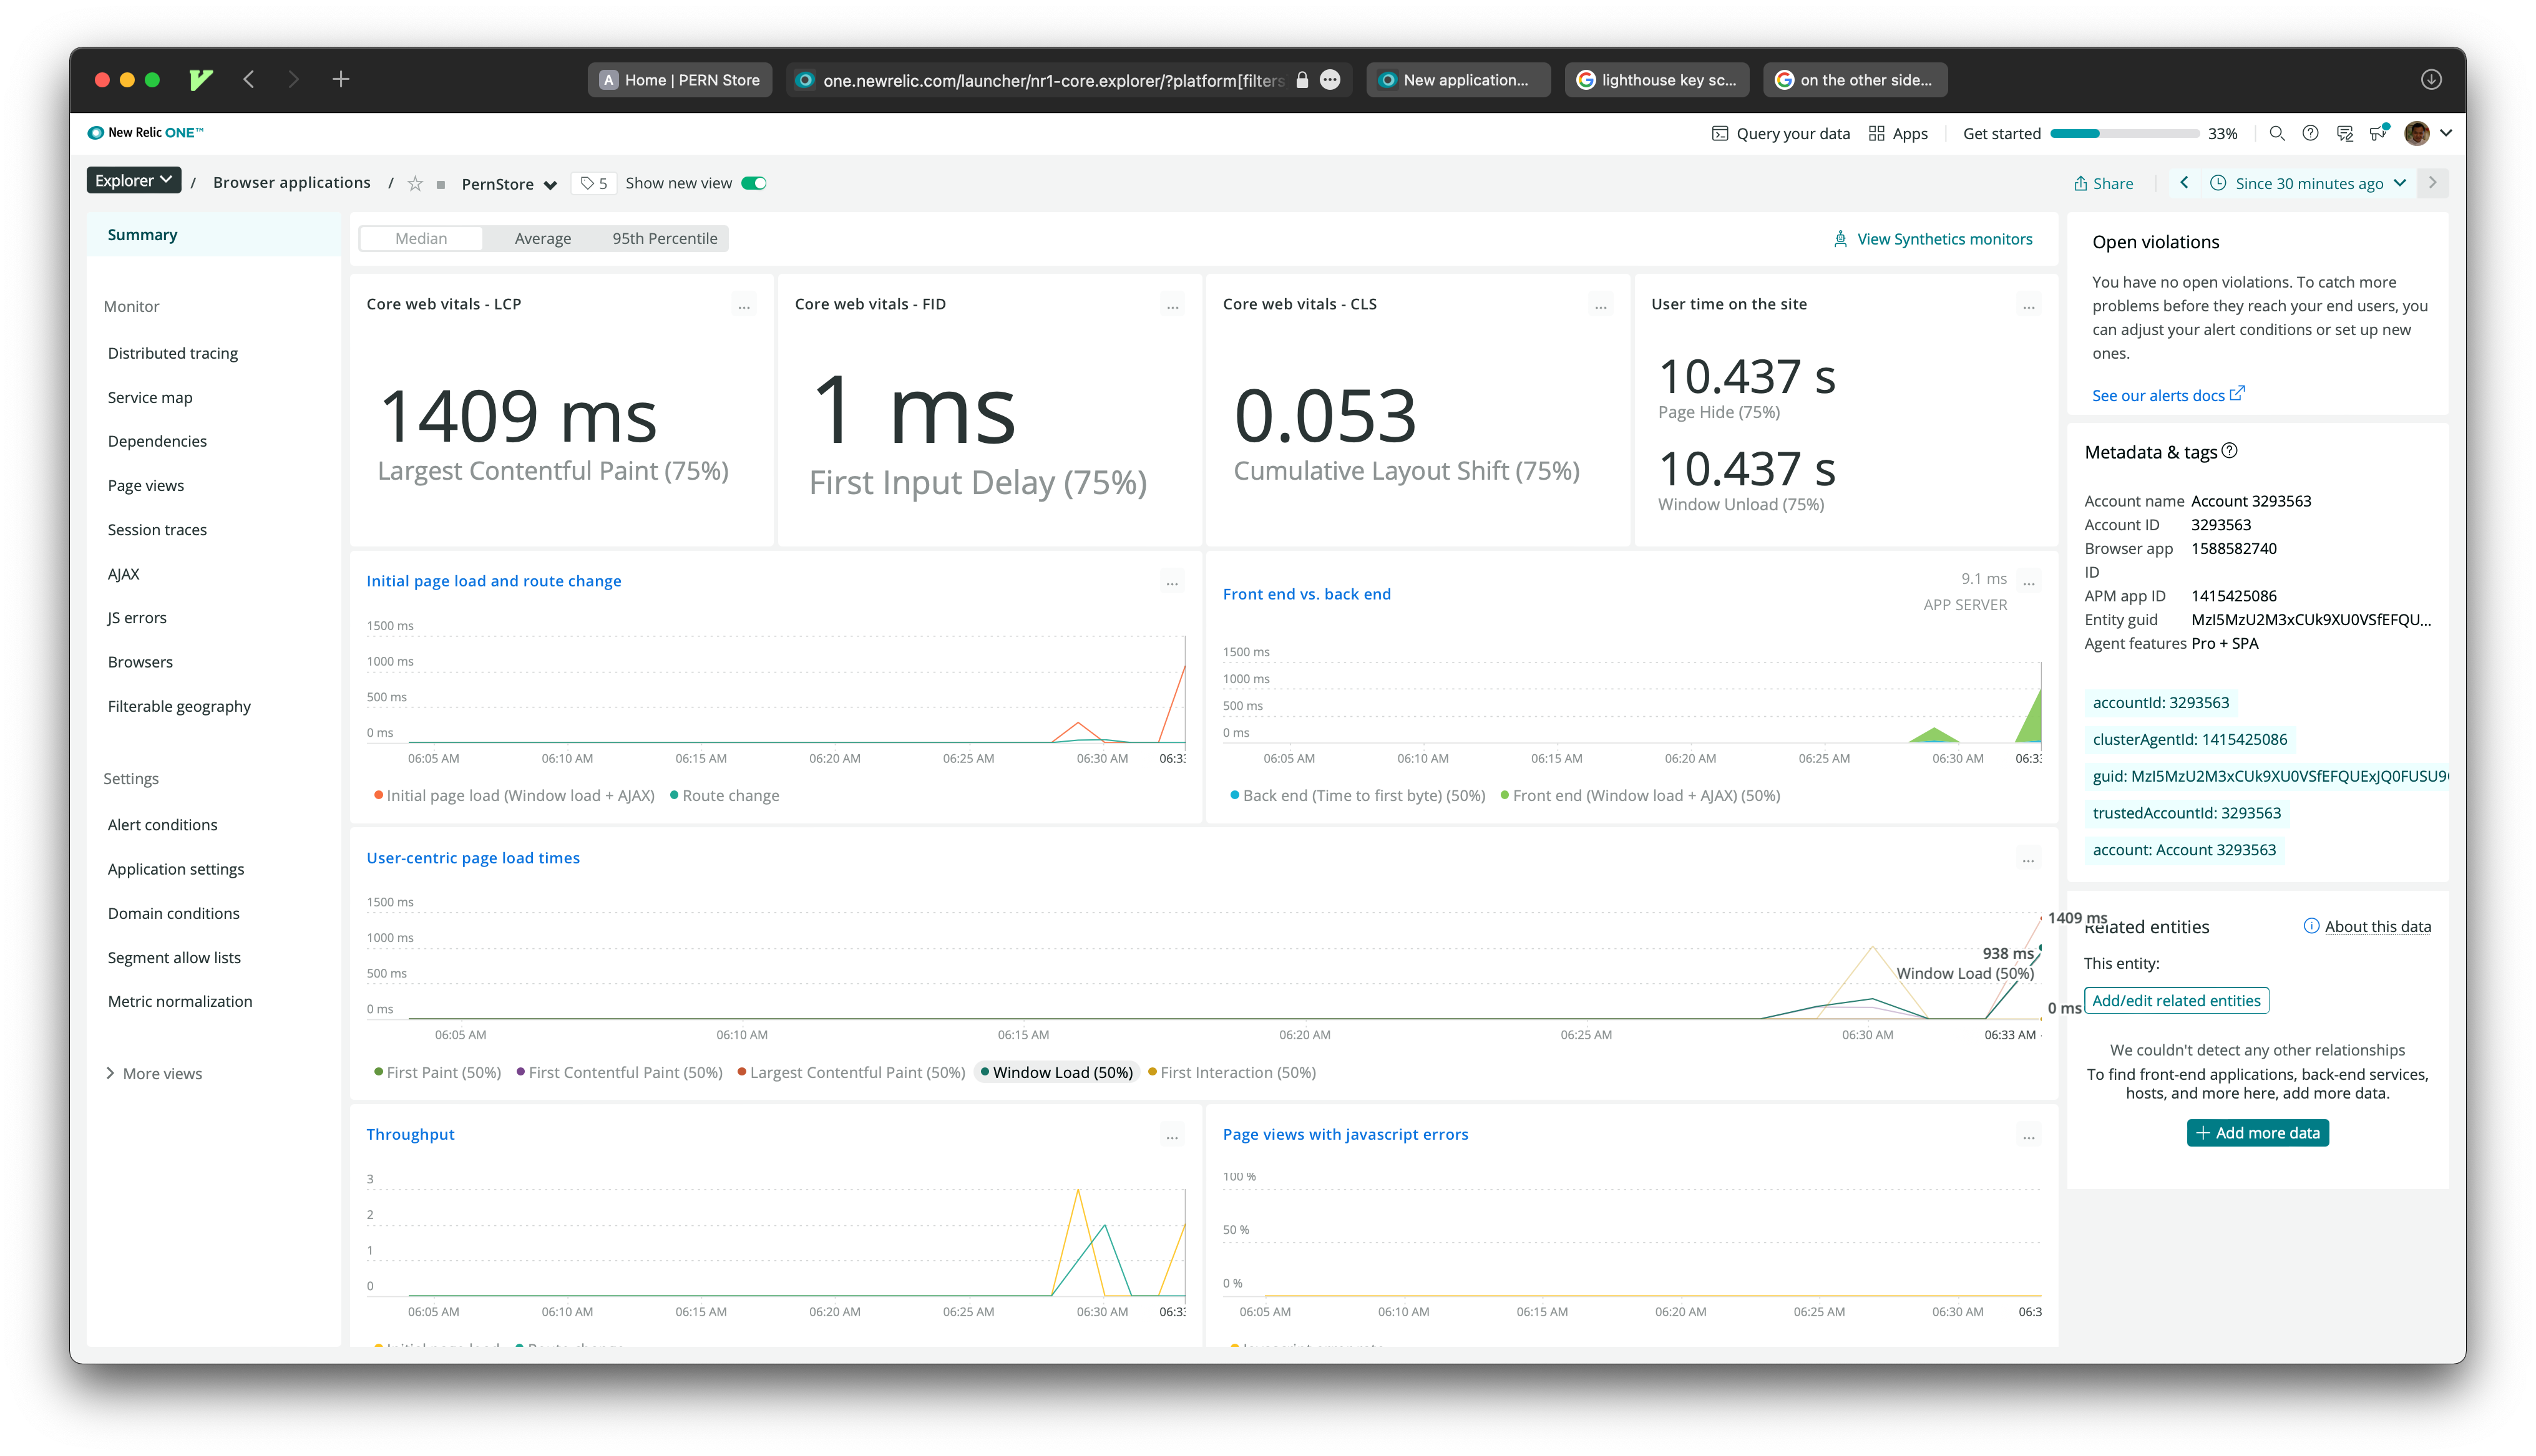 Home | PERN Store
one.newrelic.com/launcher/nr1-core.explorer/?platform[filters
New application...
lighthouse key sc...
on the other side...
New Relic ONE™
Query your data
Apps
Get started
33%
Explorer
/ Browser applications / PernStore
5
Show new view
Share
Since 30 minutes ago
Summary
Monitor
Distributed tracing
Service map
Dependencies
Page views
Session traces
AJAX
JS errors
Browsers
Filterable geography
Settings
Alert conditions
Application settings
Domain conditions
Segment allow lists
Metric normalization
More views
Median
Average
95th Percentile
View Synthetics monitors
Core web vitals - LCP
...
1409 ms
Largest Contentful Paint (75%)
Core web vitals - FID
...
1 ms
First Input Delay (75%)
Core web vitals - CLS
...
0.053
Cumulative Layout Shift (75%)
User time on the site
...
10.437 s
Page Hide (75%)
10.437 s
Window Unload (75%)
Initial page load and route change
...
1500 ms
1000 ms
500 ms
0 ms
06:05 AM 06:10 AM 06:15 AM 06:20 AM 06:25 AM 06:30 AM 06:33
Initial page load (Window load + AJAX) Route change
Front end vs. back end
9.1 ms
APP SERVER
...
1500 ms
1000 ms
500 ms
0 ms
06:05 AM 06:10 AM 06:15 AM 06:20 AM 06:25 AM 06:30 AM 06:33
Back end (Time to first byte) (50%) Front end (Window load + AJAX) (50%)
User-centric page load times
...
1500 ms
1000 ms
500 ms
0 ms
1409 ms
938 ms
Window Load (50%)
0 ms
06:05 AM 06:10 AM 06:15 AM 06:20 AM 06:25 AM 06:30 AM 06:33 AM
First Paint (50%) First Contentful Paint (50%) Largest Contentful Paint (50%) Window Load (50%) First Interaction (50%)
Throughput
...
3
2
1
0
06:05 AM 06:10 AM 06:15 AM 06:20 AM 06:25 AM 06:30 AM 06:33
Page views with javascript errors
...
100 %
50 %
0 %
06:05 AM 06:10 AM 06:15 AM 06:20 AM 06:25 AM 06:30 AM 06:3
Open violations
You have no open violations. To catch more
problems before they reach your end users, you
can adjust your alert conditions or set up new
ones.
See our alerts docs
Metadata & tags
Account name Account 3293563
Account ID 3293563
Browser app 1588582740
ID
APM app ID 1415425086
Entity guid MzI5MzU2M3xCUk9XU0VSfEFQU...
Agent features Pro + SPA
accountId: 3293563
clusterAgentId: 1415425086
guid: MzI5MzU2M3xCUk9XU0VSfEFQUExJQ0FUSU9
trustedAccountId: 3293563
account: Account 3293563
Related entities
About this data
This entity:
Add/edit related entities
We couldn't detect any other relationships
To find front-end applications, back-end services,
hosts, and more here, add more data.
+ Add more data